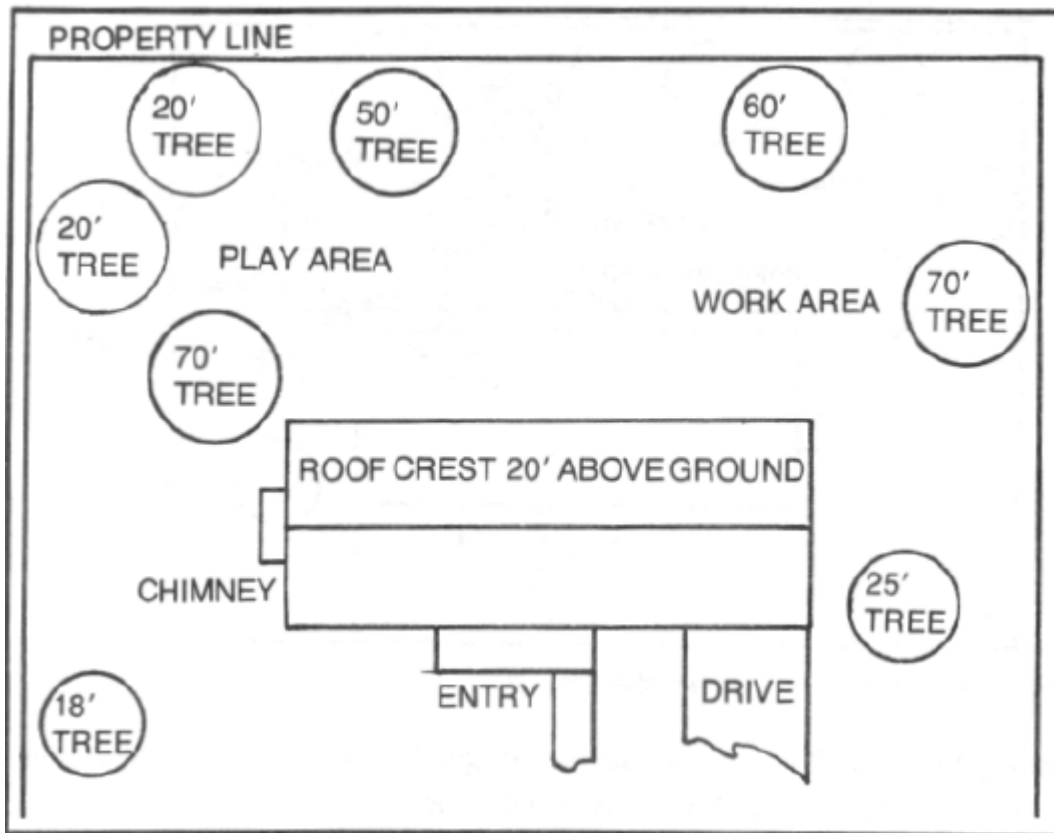 PROPERTY LINE
20'
TREE
50'
TREE
60'
TREE
20'
TREE
PLAY AREA
WORK AREA
70'
TREE
70'
TREE
ROOF CREST 20' ABOVE GROUND
CHIMNEY
25'
TREE
ENTRY
DRIVE
18'
TREE